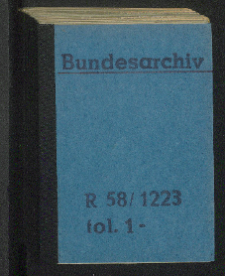 Bundesarchiv
R 58/1223
fol. 1-